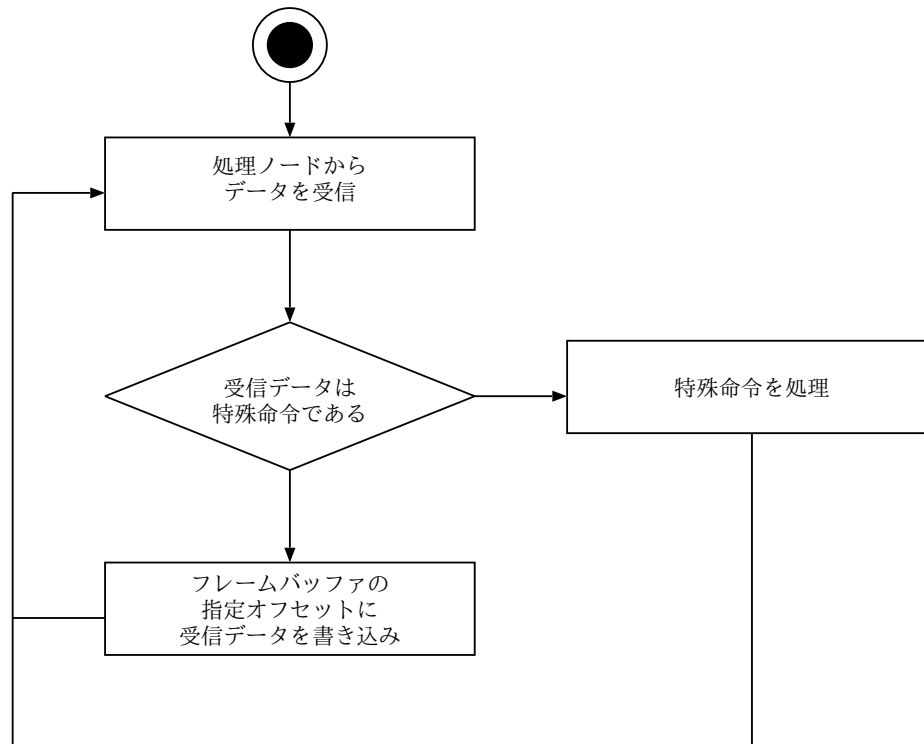 処理ノードから
データを受信
受信データは
特殊命令である
特殊命令を処理
フレームバッファの
指定オフセットに
受信データを書き込み